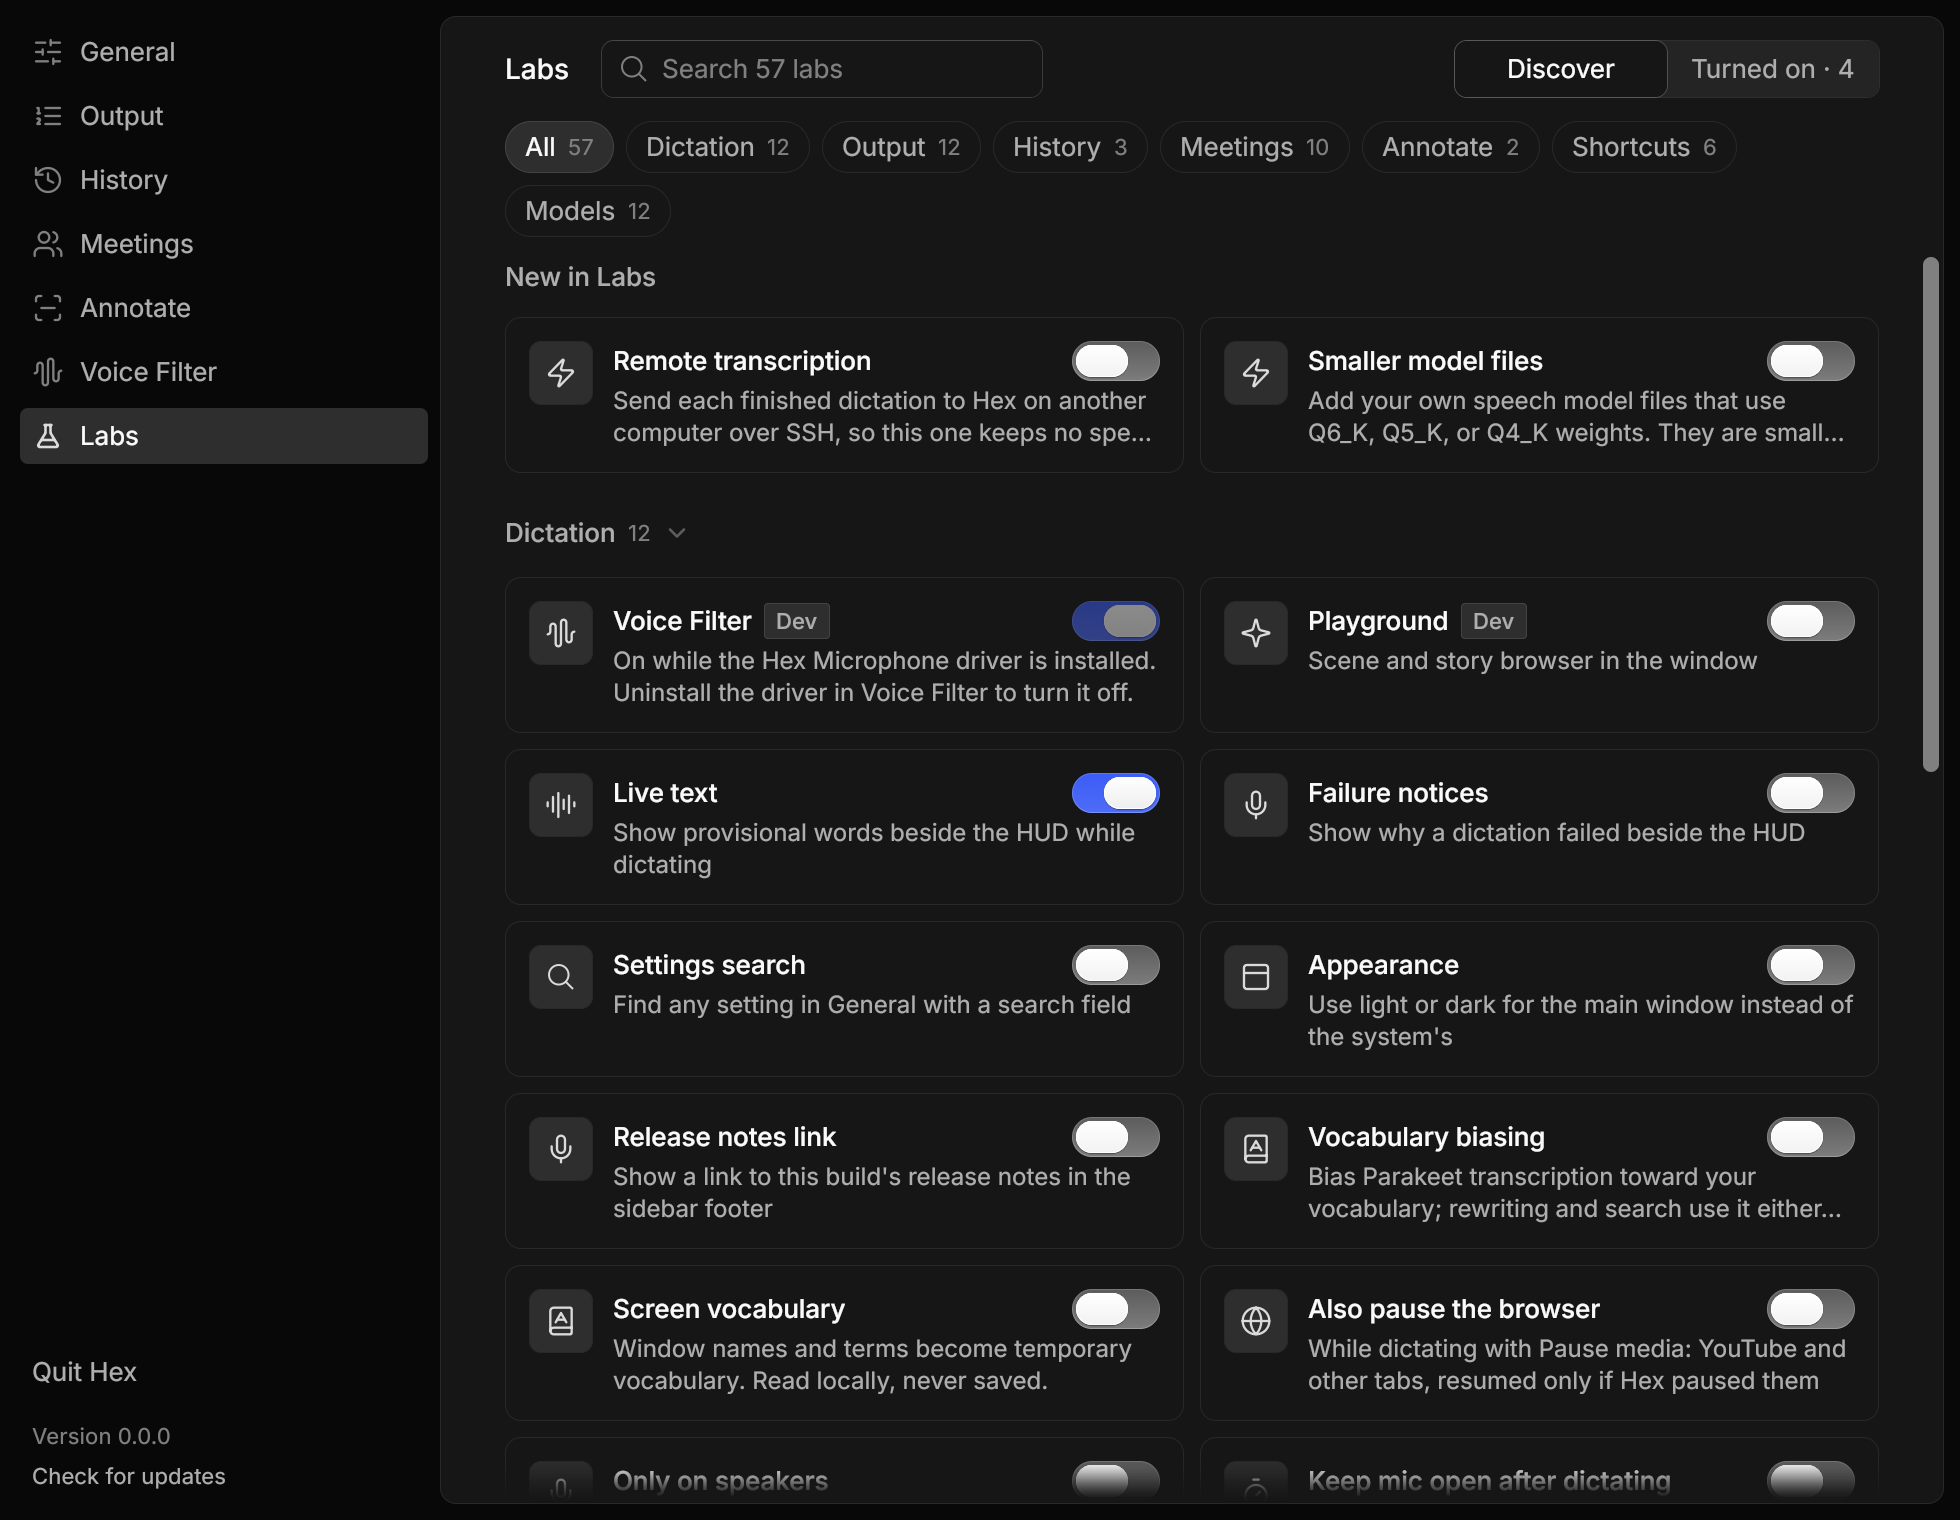 General
Output
History
Meetings
Annotate
Voice Filter
Labs
Quit Hex
Version 0.0.0
Check for updates
Labs
Search 57 labs
Discover
Turned on · 4
All 57
Dictation 12
Output 12
History 3
Meetings 10
Annotate 2
Shortcuts 6
Models 12
New in Labs
Remote transcription
Send each finished dictation to Hex on another
computer over SSH, so this one keeps no spe...
Smaller model files
Add your own speech model files that use
Q6_K, Q5_K, or Q4_K weights. They are small...
Dictation 12
Voice Filter Dev
On while the Hex Microphone driver is installed.
Uninstall the driver in Voice Filter to turn it off.
Playground Dev
Scene and story browser in the window
Live text
Show provisional words beside the HUD while
dictating
Failure notices
Show why a dictation failed beside the HUD
Settings search
Find any setting in General with a search field
Appearance
Use light or dark for the main window instead of
the system's
Release notes link
Show a link to this build's release notes in the
sidebar footer
Vocabulary biasing
Bias Parakeet transcription toward your
vocabulary; rewriting and search use it either...
Screen vocabulary
Window names and terms become temporary
vocabulary. Read locally, never saved.
Also pause the browser
While dictating with Pause media: YouTube and
other tabs, resumed only if Hex paused them
Only on speakers
Keep mic open after dictating